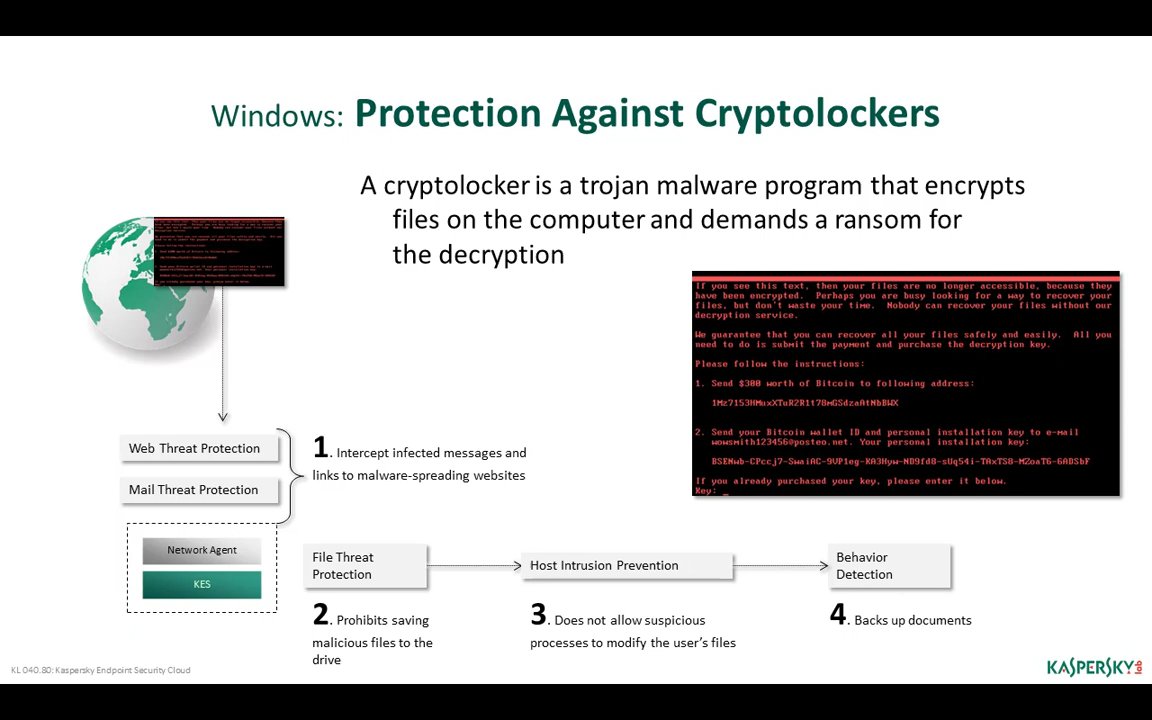 Windows: Protection Against Cryptolockers
A cryptolocker is a trojan malware program that encrypts
files on the computer and demands a ransom for
the decryption
If you see this text, then your files are no longer accessible, because they
have been encrypted. Perhaps you are busy looking for a way to recover your
files, but don't waste your time. Nobody can recover your files without our
decryption service.
We guarantee that you can recover all your files safely and easily. All you
need to do is submit the payment and purchase the decryption key.
Please follow the instructions:
1. Send $300 worth of Bitcoin to following address:
1Mz7153HMuxXTuR2R1t78mGSdzaAtNbBWX
2. Send your Bitcoin wallet ID and personal installation key to e-mail
wowsmith123456@posteo.net. Your personal installation key:
If you already purchased your key, please enter it below.
Key: _
Web Threat Protection
Mail Threat Protection
1. Intercept infected messages and
links to malware-spreading websites
Network Agent
KES
File Threat
Protection
Host Intrusion Prevention
Behavior
Detection
2. Prohibits saving
malicious files to the
drive
3. Does not allow suspicious
processes to modify the user's files
4. Backs up documents
KL 040.80: Kaspersky Endpoint Security Cloud
KASPERSKY lab